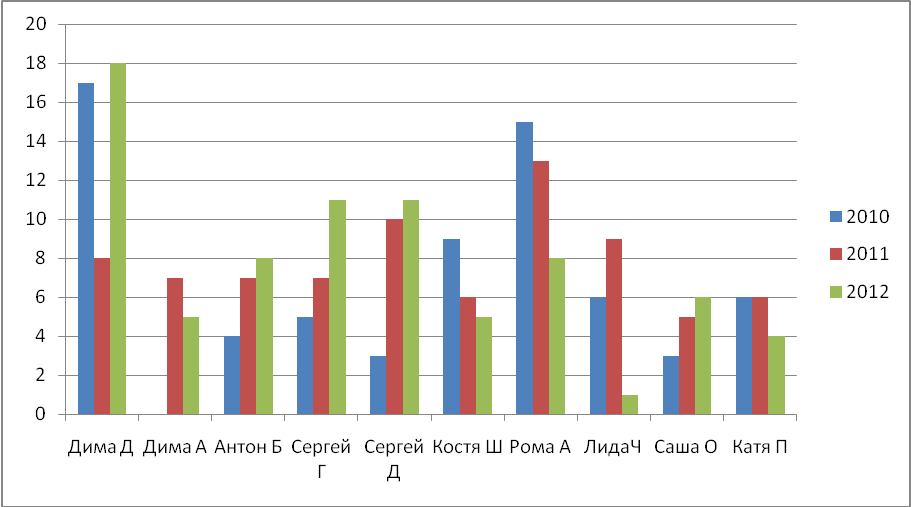 20
18
16
14
12
10
8
6
4
2
0
Дима Д
Дима А
Антон Б
Сергей
Г
Сергей
Д
Костя Ш
Рома А
ЛидаЧ
Саша О
Катя П
2010
2011
2012